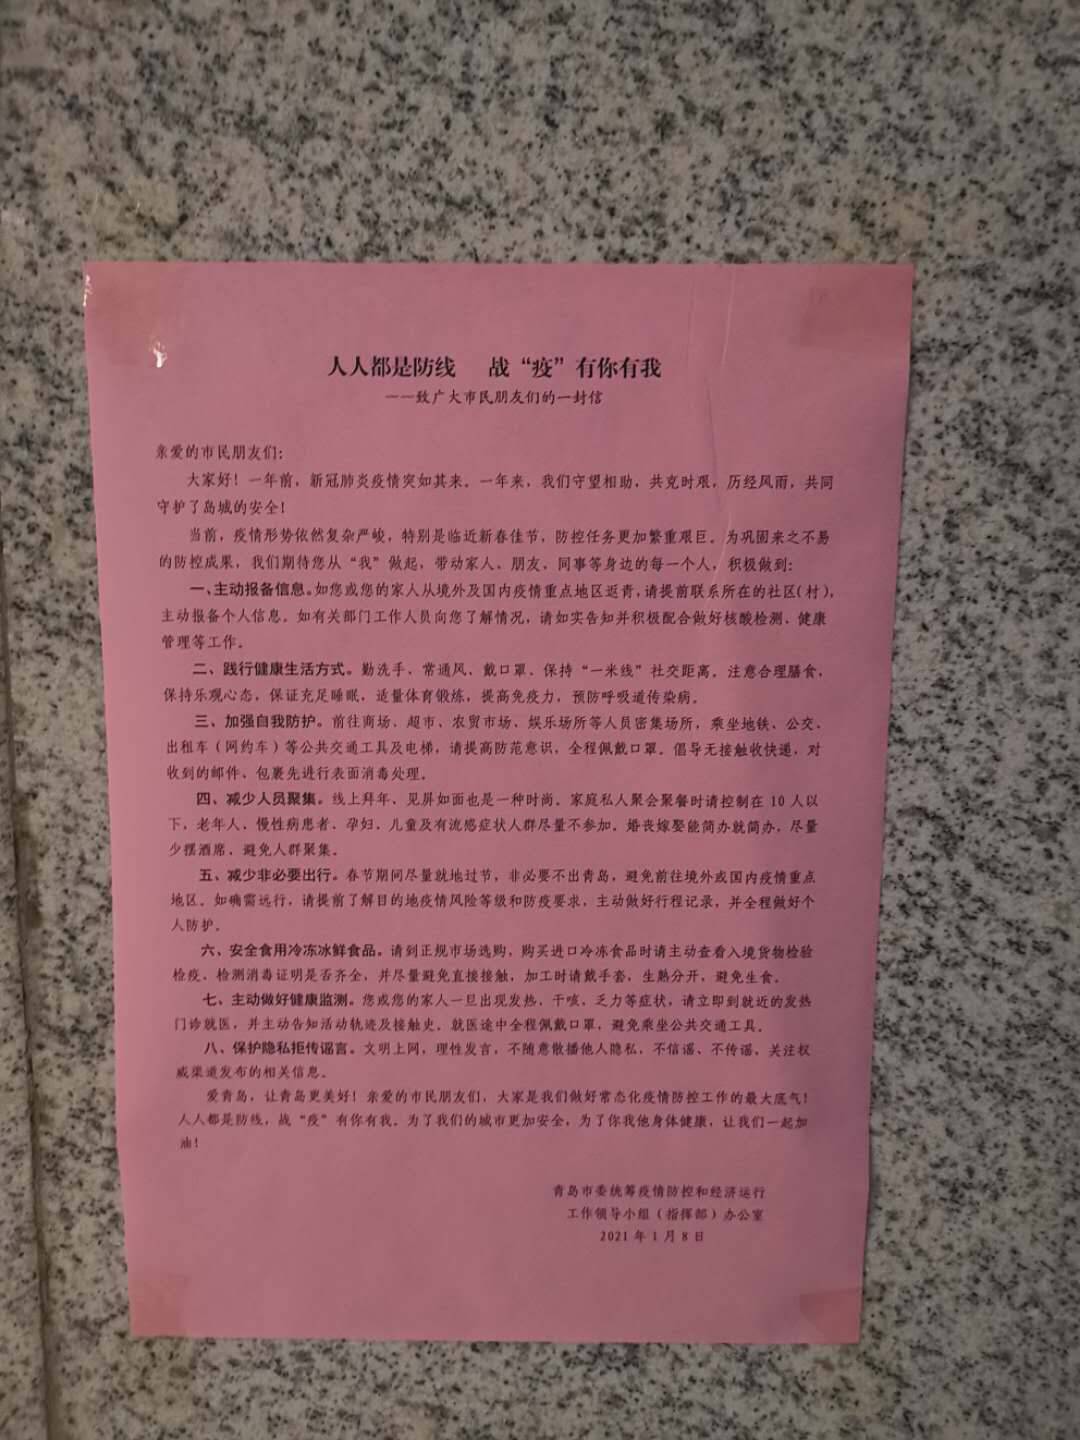 人人都是防线 战“疫”有你有我
——致广大市民朋友们的一封信
亲爱的市民朋友们：
大家好！一年前，新冠肺炎疫情突如其来。一年来，我们守望相助，共克时艰，历经风雨，共同
守护了岛城的安全！
当前，疫情形势依然复杂严峻，特别是临近新春佳节，防控任务更加繁重艰巨。为巩固来之不易
的防控成果，我们期待您从“我”做起，带动家人、朋友、同事等身边的每一个人，积极做到：
一、主动报备信息。如您或您的家人从境外及国内疫情重点地区返青，请提前联系所在的社区（村），
主动报备个人信息。如有关部门工作人员向您了解情况，请如实告知并积极配合做好核酸检测、健康
管理等工作。
二、践行健康生活方式。勤洗手、常通风、戴口罩、保持“一米线”社交距离。注意合理膳食，
保持乐观心态，保证充足睡眠，适量体育锻炼，提高免疫力，预防呼吸道传染病。
三、加强自我防护。前往商场、超市、农贸市场、娱乐场所等人员密集场所，乘坐地铁、公交、
出租车（网约车）等公共交通工具及电梯，请提高防范意识，全程佩戴口罩。倡导无接触收快递，对
收到的邮件、包裹先进行表面消毒处理。
四、减少人员聚集。线上拜年、见屏如面也是一种时尚。家庭私人聚会聚餐时请控制在 10 人以
下，老年人、慢性病患者、孕妇、儿童及有流感症状人群尽量不参加。婚丧嫁娶能简办就简办，尽量
少摆酒席，避免人群聚集。
五、减少非必要出行。春节期间尽量就地过节，非必要不出青岛，避免前往境外或国内疫情重点
地区。如确需远行，请提前了解目的地疫情风险等级和防疫要求，主动做好行程记录，并全程做好个
人防护。
六、安全食用冷冻冰鲜食品。请到正规市场选购，购买进口冷冻食品时请主动查看入境货物检验
检疫、检测消毒证明是否齐全，并尽量避免直接接触，加工时请戴手套，生熟分开，避免生食。
七、主动做好健康监测。您或您的家人一旦出现发热、干咳、乏力等症状，请立即到就近的发热
门诊就医，并主动告知活动轨迹及接触史。就医途中全程佩戴口罩，避免乘坐公共交通工具。
八、保护隐私拒传谣言。文明上网，理性发言，不随意散播他人隐私，不信谣、不传谣、关注权
威渠道发布的相关信息。
爱青岛，让青岛更美好！亲爱的市民朋友们，大家是我们做好常态化疫情防控工作的最大底气！
人人都是防线，战“疫”有你有我。为了我们的城市更加安全，为了你我他身体健康，让我们一起加
油！
青岛市委统筹疫情防控和经济运行
工作领导小组（指挥部）办公室
2021 年 1 月 8 日